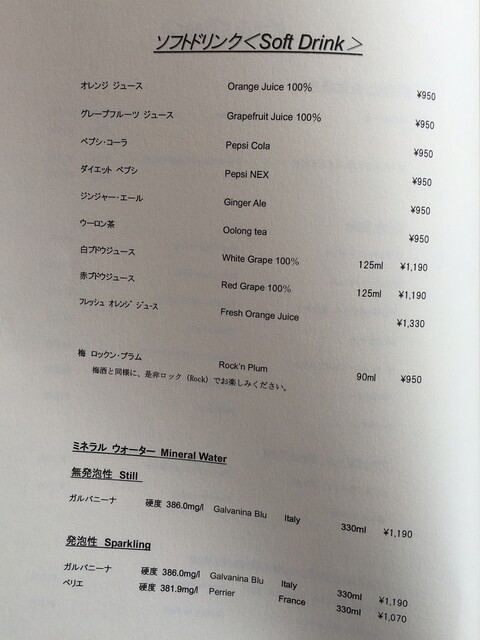 ソフトドリンク＜Soft Drink＞
オレンジ ジュース Orange Juice 100% ¥950
グレープフルーツ ジュース Grapefruit Juice 100% ¥950
ペプシ・コーラ Pepsi Cola ¥950
ダイエット ペプシ Pepsi NEX ¥950
ジンジャー・エール Ginger Ale ¥950
ウーロン茶 Oolong tea ¥950
白ブドウジュース White Grape 100% 125ml ¥1,190
赤ブドウジュース Red Grape 100% 125ml ¥1,190
フレッシュ オレンジ ジュース Fresh Orange Juice ¥1,330
梅 ロックン・プラム Rock'n Plum 90ml ¥950
梅酒と同様に、是非ロック（Rock）でお楽しみください。
ミネラル ウォーター Mineral Water
無発泡性 Still
ガルバニーナ 硬度 386.0mg/l Galvanina Blu Italy 330ml ¥1,190
発泡性 Sparkling
ガルバニーナ 硬度 386.0mg/l Galvanina Blu Italy 330ml ¥1,190
ペリエ 硬度 381.9mg/l Perrier France 330ml ¥1,070